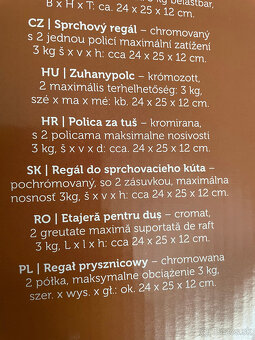 belastbar,
B x H x T: ca. 24 x 25 x 12 cm.
CZ | Sprchový regál – chromovaný
s 2 jednou policí maximální zatížení
3 kg š x v x h: cca 24 x 25 x 12 cm.
HU | Zuhanypolc – krómozott,
2 maximális terhelhetőség: 3 kg,
szé x ma x mé: kb. 24 x 25 x 12 cm.
HR | Polica za tuš – kromirana,
s 2 policama maksimalne nosivosti
3 kg, š x v x d: cca 24 x 25 x 12 cm.
SK | Regál do sprchovacieho kúta –
pochrómovaný, so 2 zásuvkou, maximálna
nosnosť 3kg, š x v x h: cca 24 x 25 x 12 cm.
RO | Etajeră pentru duș – cromat,
2 greutate maximă suportată de raft
3 kg, L x l x h: cca 24 x 25 x 12 cm.
PL | Regał prysznicowy – chromowana
2 półka, maksymalne obciążenie 3 kg,
szer. x wys. x gł.: ok. 24 x 25 x 12 cm.